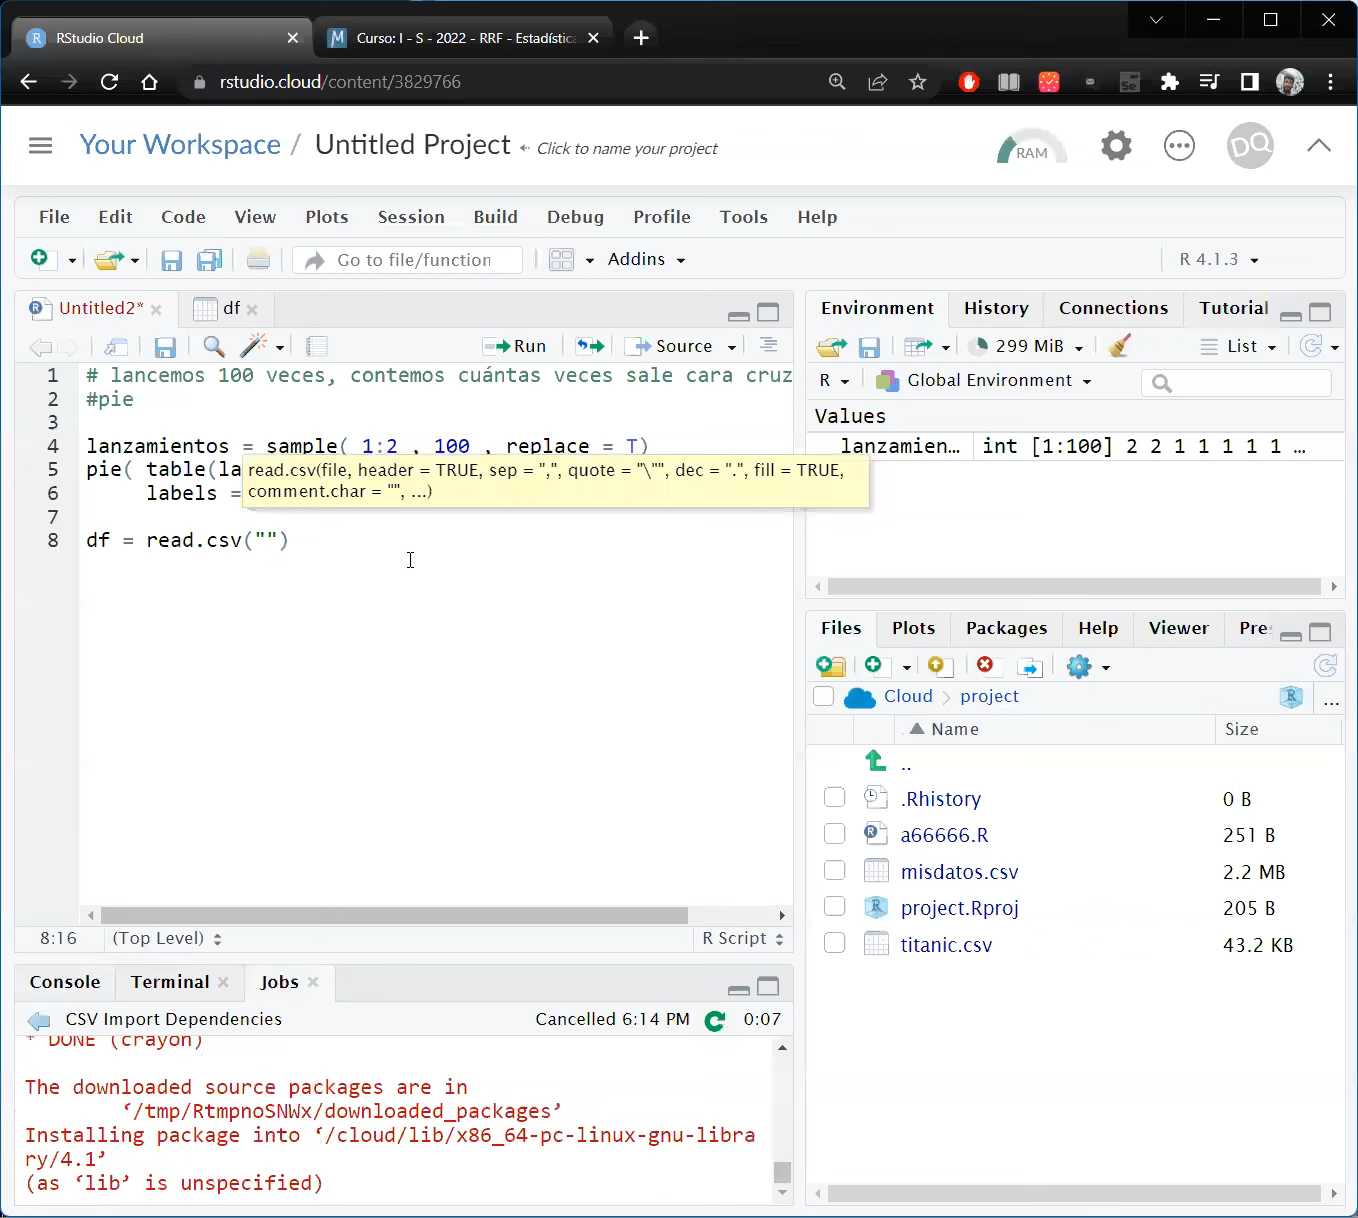 RStudio Cloud
Curso: I - S - 2022 - RRF - Estadístic
rstudio.cloud/content/3829766
Your Workspace / Untitled Project
Click to name your project
RAM
DQ
File Edit Code View Plots Session Build Debug Profile Tools Help
Go to file/function
Addins
R 4.1.3
Untitled2*
df
Run
Source
1 # lancemos 100 veces, contemos cuántas veces sale cara cruz
2 #pie
3
4 lanzamientos = sample( 1:2 , 100 , replace = T)
5 pie( table(la
6 labels =
read.csv(file, header = TRUE, sep = ",", quote = "\"", dec = ".", fill = TRUE,
comment.char = "", ...)
7
8 df = read.csv("")
8:16 (Top Level)
R Script
Console Terminal Jobs
CSV Import Dependencies
Cancelled 6:14 PM
0:07
* DONE (crayon)
The downloaded source packages are in
‘/tmp/RtmpnoSNWx/downloaded_packages’
Installing package into ‘/cloud/lib/x86_64-pc-linux-gnu-libra
ry/4.1’
(as ‘lib’ is unspecified)
Environment History Connections Tutorial
299 MiB
List
R
Global Environment
Values
lanzamien… int [1:100] 2 2 1 1 1 1 1 …
Files Plots Packages Help Viewer Pre
Cloud project
...
Name Size
..
.Rhistory 0 B
a66666.R 251 B
misdatos.csv 2.2 MB
project.Rproj 205 B
titanic.csv 43.2 KB